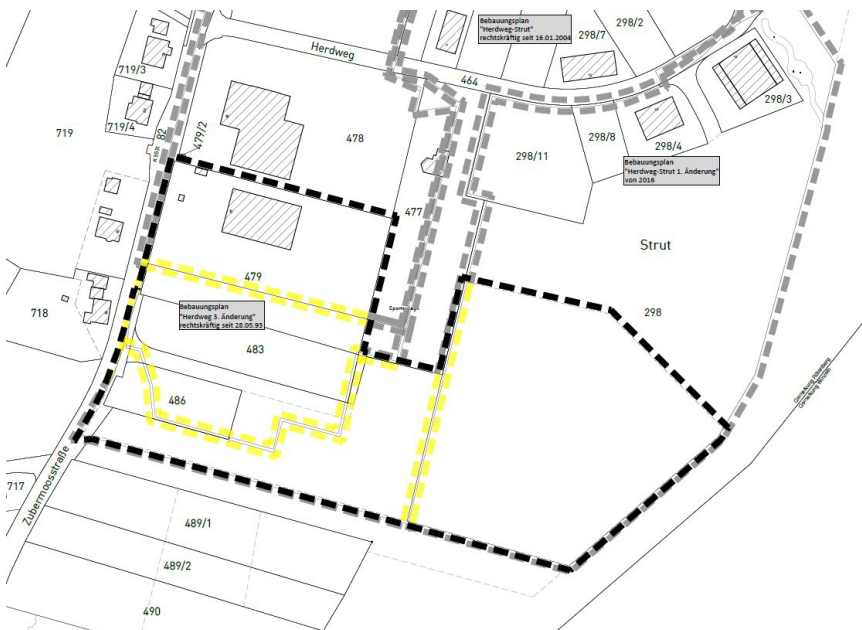 Bebauungsplan
"Herdweg-Strut"
rechtskräftig seit 16.01.2004
298/2
298/7
Herdweg
464
719/3
298/3
719/4
82
479/2
719
478
298/8
298/11
298/4
Bebauungsplan
"Herdweg-Strut 1. Änderung"
von 2016
477
Strut
479
718
Bebauungsplan
"Herdweg 3. Änderung"
rechtskräftig seit 28.05.93
298
483
486
Zubermoosstraße
717
489/1
489/2
490